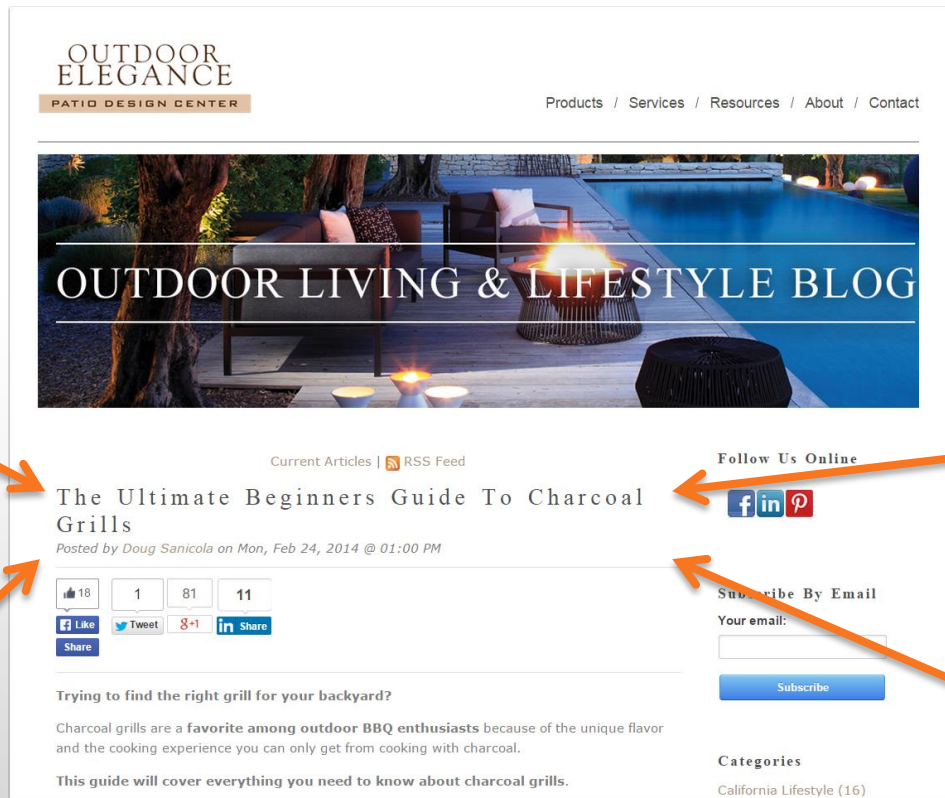 OUTDOOR
ELEGANCE
PATIO DESIGN CENTER
Products / Services / Resources / About / Contact
OUTDOOR LIVING & LIFESTYLE BLOG
Current Articles | RSS Feed
The Ultimate Beginners Guide To Charcoal
Grills
Posted by Doug Sanicola on Mon, Feb 24, 2014 @ 01:00 PM
18 1 81 11
f Like Tweet g+1 in Share
Share
Trying to find the right grill for your backyard?
Charcoal grills are a favorite among outdoor BBQ enthusiasts because of the unique flavor
and the cooking experience you can only get from cooking with charcoal.
This guide will cover everything you need to know about charcoal grills.
Follow Us Online
f in P
Subscribe By Email
Your email:
Subscribe
Categories
California Lifestyle (16)